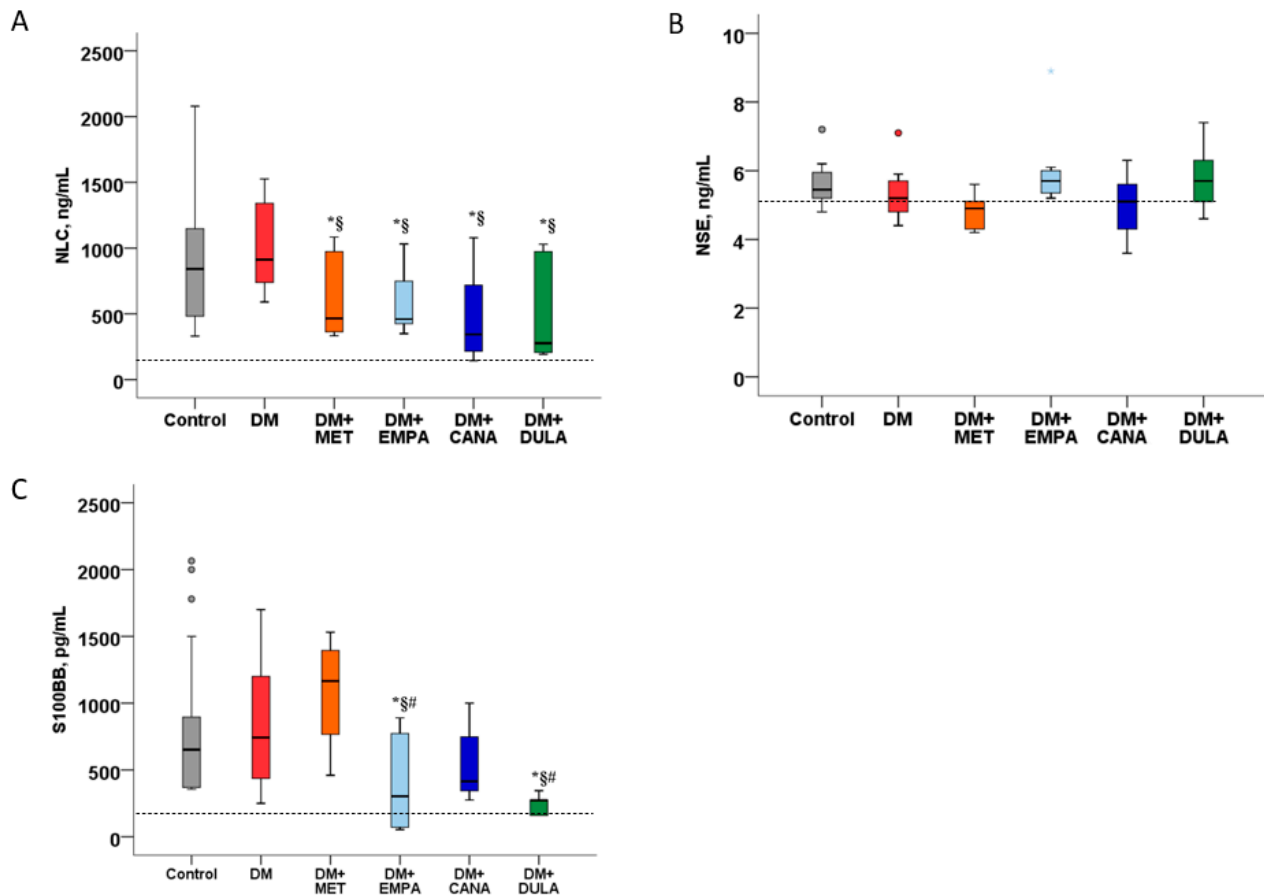 A
NLC, ng/mL
2500
2000
1500
1000
500
0
*§
*§
*§
*§
Control
DM
DM+
MET
DM+
EMPA
DM+
CANA
DM+
DULA
B
NSE, ng/mL
10
8
6
4
2
0
Control
DM
DM+
MET
DM+
EMPA
DM+
CANA
DM+
DULA
C
S100BB, pg/mL
2500
2000
1500
1000
500
0
*§#
*§#
Control
DM
DM+
MET
DM+
EMPA
DM+
CANA
DM+
DULA